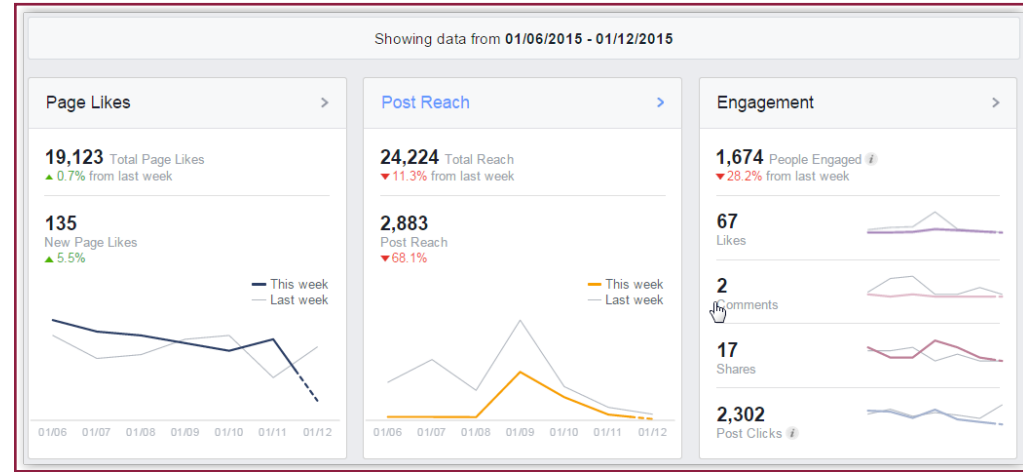 Showing data from 01/06/2015 - 01/12/2015
Page Likes
19,123 Total Page Likes
0.7% from last week
135
New Page Likes
5.5%
This week
Last week
01/06 01/07 01/08 01/09 01/10 01/11 01/12
Post Reach
24,224 Total Reach
11.3% from last week
2,883
Post Reach
68.1%
This week
Last week
01/06 01/07 01/08 01/09 01/10 01/11 01/12
Engagement
1,674 People Engaged i
28.2% from last week
67
Likes
2
Comments
17
Shares
2,302
Post Clicks i